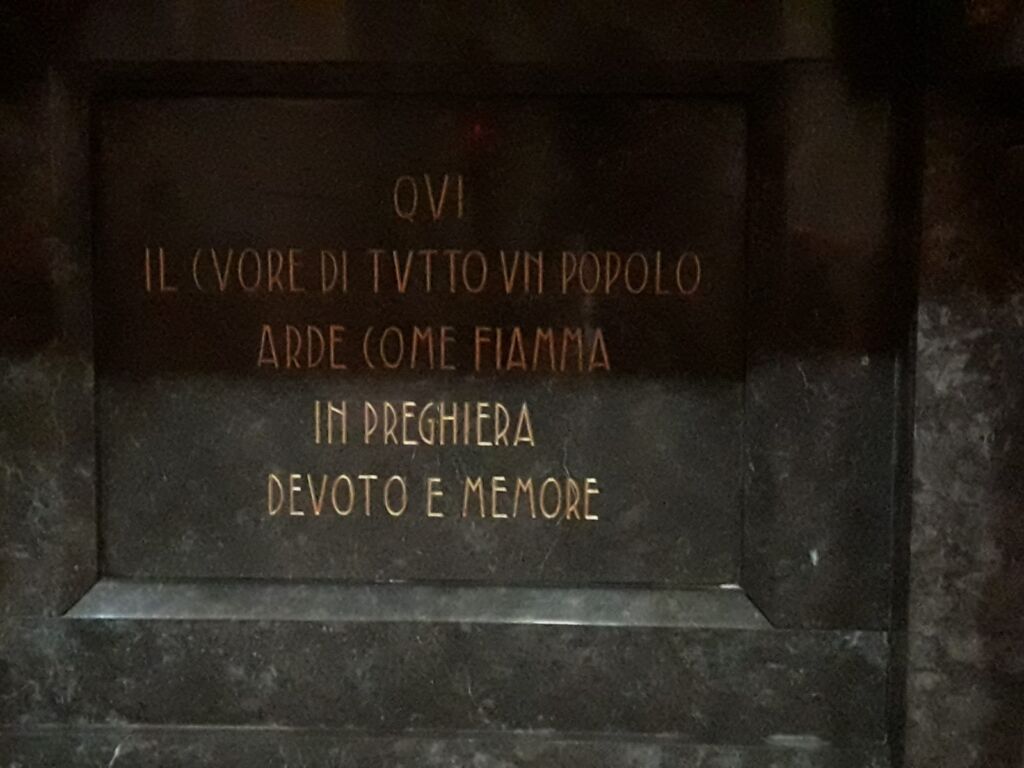 QVI
IL CVORE DI TVTTO VN POPOLO
ARDE COME FIAMMA
IN PREGHIERA
DEVOTO E MEMORE